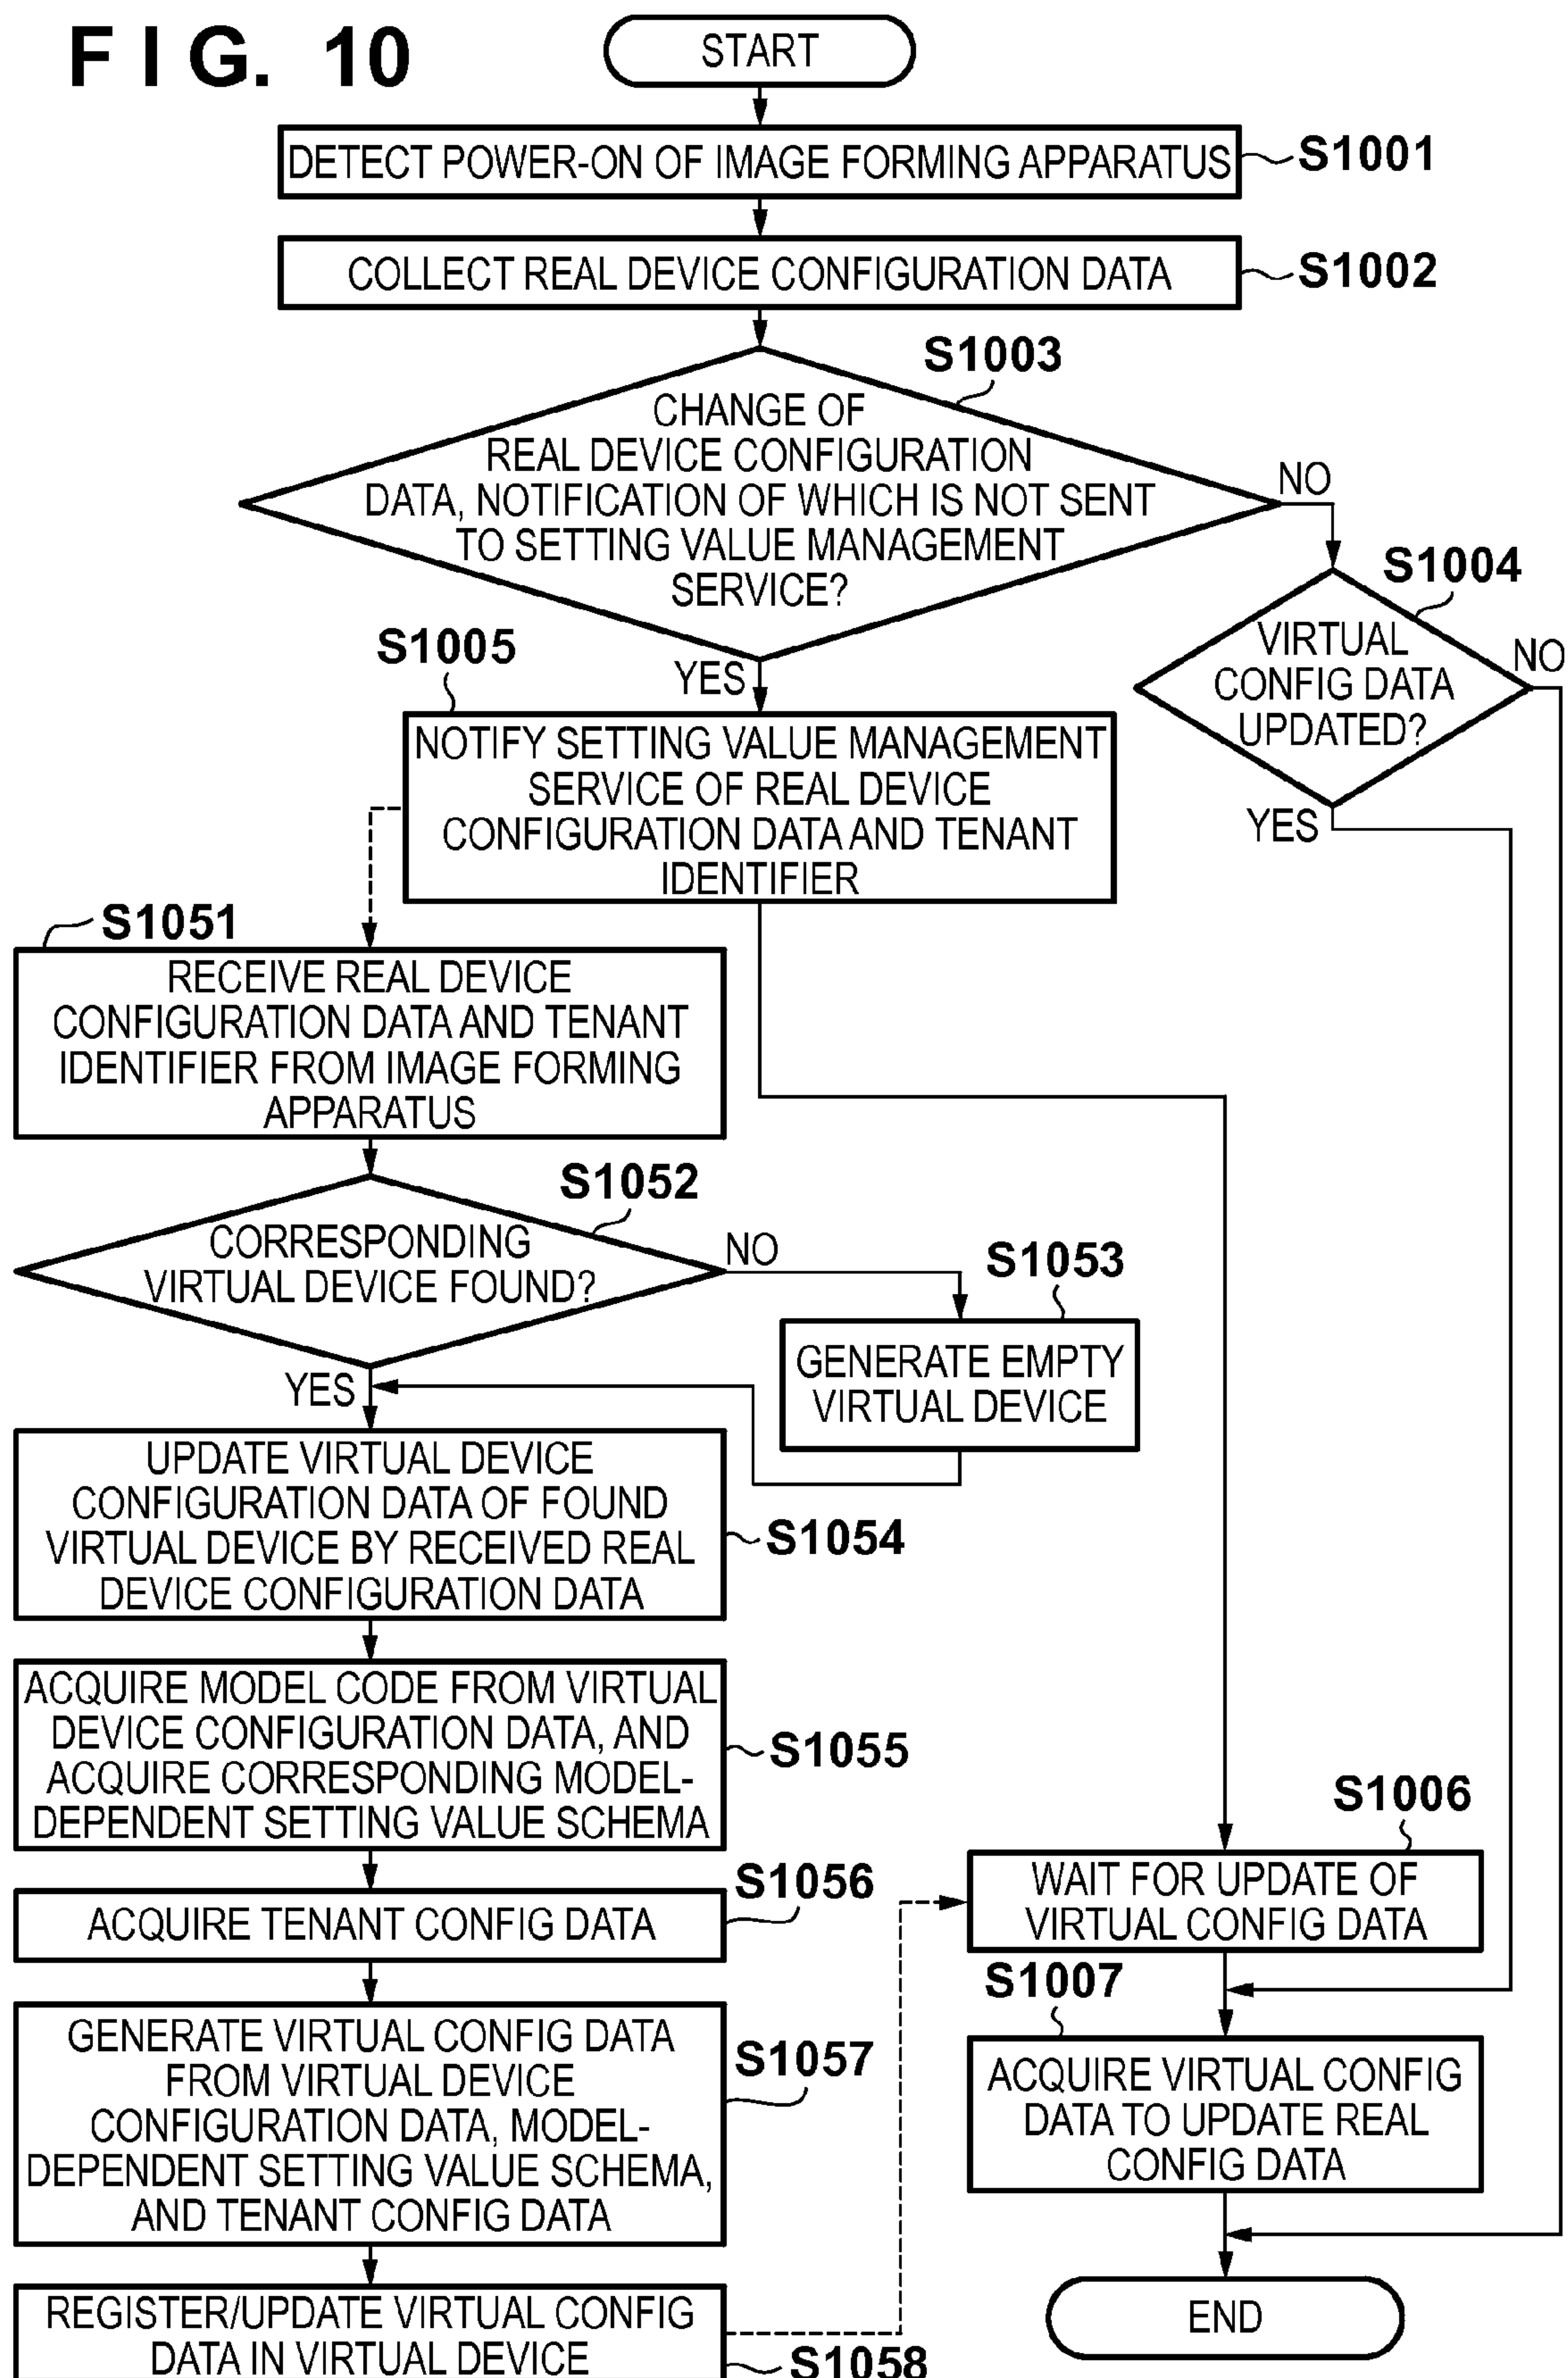 FIG. 10
START
DETECT POWER-ON OF IMAGE FORMING APPARATUS
S1001
COLLECT REAL DEVICE CONFIGURATION DATA
S1002
S1003
CHANGE OF
REAL DEVICE CONFIGURATION
DATA, NOTIFICATION OF WHICH IS NOT SENT
TO SETTING VALUE MANAGEMENT
SERVICE?
NO
YES
S1004
VIRTUAL
CONFIG DATA
UPDATED?
NO
YES
S1005
NOTIFY SETTING VALUE MANAGEMENT
SERVICE OF REAL DEVICE
CONFIGURATION DATA AND TENANT
IDENTIFIER
S1051
RECEIVE REAL DEVICE
CONFIGURATION DATA AND TENANT
IDENTIFIER FROM IMAGE FORMING
APPARATUS
S1052
CORRESPONDING
VIRTUAL DEVICE FOUND?
NO
YES
S1053
GENERATE EMPTY
VIRTUAL DEVICE
UPDATE VIRTUAL DEVICE
CONFIGURATION DATA OF FOUND
VIRTUAL DEVICE BY RECEIVED REAL
DEVICE CONFIGURATION DATA
S1054
ACQUIRE MODEL CODE FROM VIRTUAL
DEVICE CONFIGURATION DATA, AND
ACQUIRE CORRESPONDING MODEL-
DEPENDENT SETTING VALUE SCHEMA
S1055
S1056
ACQUIRE TENANT CONFIG DATA
GENERATE VIRTUAL CONFIG DATA
FROM VIRTUAL DEVICE
CONFIGURATION DATA, MODEL-
DEPENDENT SETTING VALUE SCHEMA,
AND TENANT CONFIG DATA
S1057
REGISTER/UPDATE VIRTUAL CONFIG
DATA IN VIRTUAL DEVICE
S1058
S1006
WAIT FOR UPDATE OF
VIRTUAL CONFIG DATA
S1007
ACQUIRE VIRTUAL CONFIG
DATA TO UPDATE REAL
CONFIG DATA
END